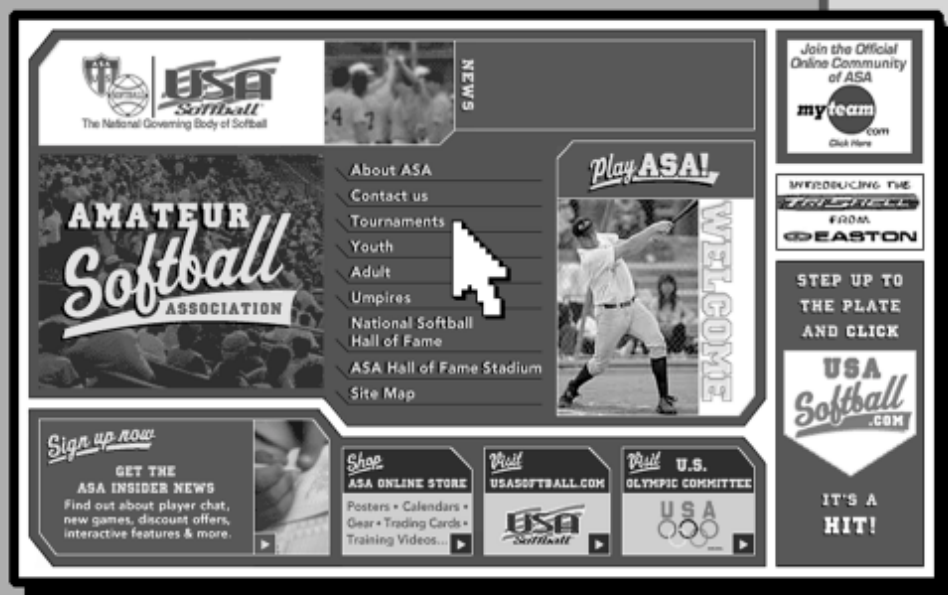 USA
Softball
The National Governing Body of Softball
NEWS
4 7
Join the Official
Online Community
of ASA
myteam
.com
Click Here
INTRODUCING THE
TRISHELL
FROM
EASTON
AMATEUR
Softball
ASSOCIATION
About ASA
Contact us
Tournaments
Youth
Adult
Umpires
National Softball
Hall of Fame
ASA Hall of Fame Stadium
Site Map
Play ASA!
WELCOME
STEP UP TO
THE PLATE
AND CLICK
USA
Softball
.COM
IT'S A
HIT!
Sign up now
GET THE
ASA INSIDER NEWS
Find out about player chat,
new games, discount offers,
interactive features & more.
Shop
ASA ONLINE STORE
Posters • Calendars •
Gear • Trading Cards •
Training Videos...
Visit
USASOFTBALL.COM
USA
Softball
Visit U.S.
OLYMPIC COMMITTEE
USA